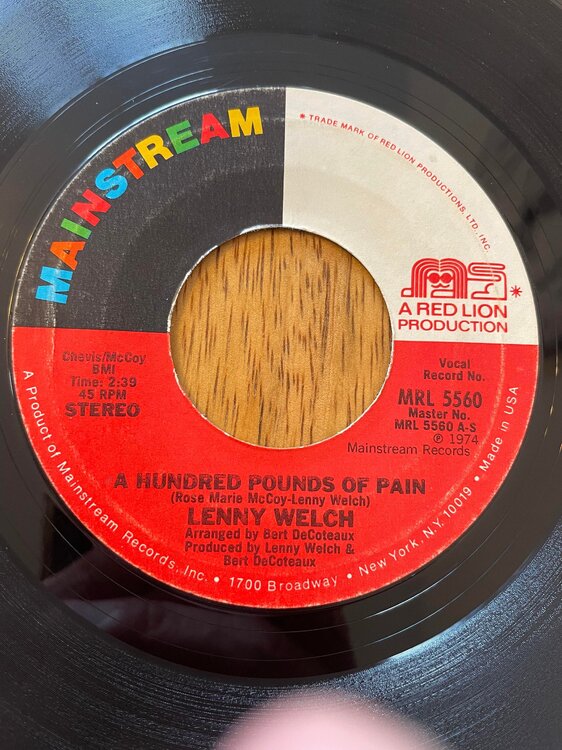 MAINSTREAM
* TRADE MARK OF RED LION PRODUCTIONS, LTD., INC.
*
A RED LION
PRODUCTION
Chevis/McCoy
BMI
Time: 2:39
45 RPM
STEREO
Vocal
Record No.
MRL 5560
Master No.
MRL 5560 A-S
℗ 1974
Mainstream Records
A HUNDRED POUNDS OF PAIN
(Rose Marie McCoy-Lenny Welch)
LENNY WELCH
Arranged by Bert DeCoteaux
Produced by Lenny Welch &
Bert DeCoteaux
A Product of Mainstream Records, Inc. • 1700 Broadway • New York, N.Y. 10019 • Made in USA